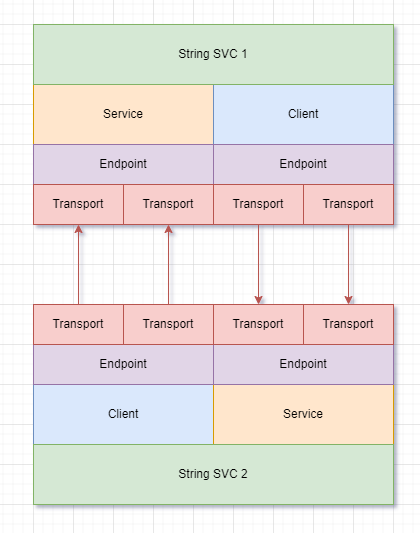 String SVC 1
Service
Client
Endpoint
Endpoint
Transport
Transport
Transport
Transport
Transport
Transport
Transport
Transport
Endpoint
Endpoint
Client
Service
String SVC 2